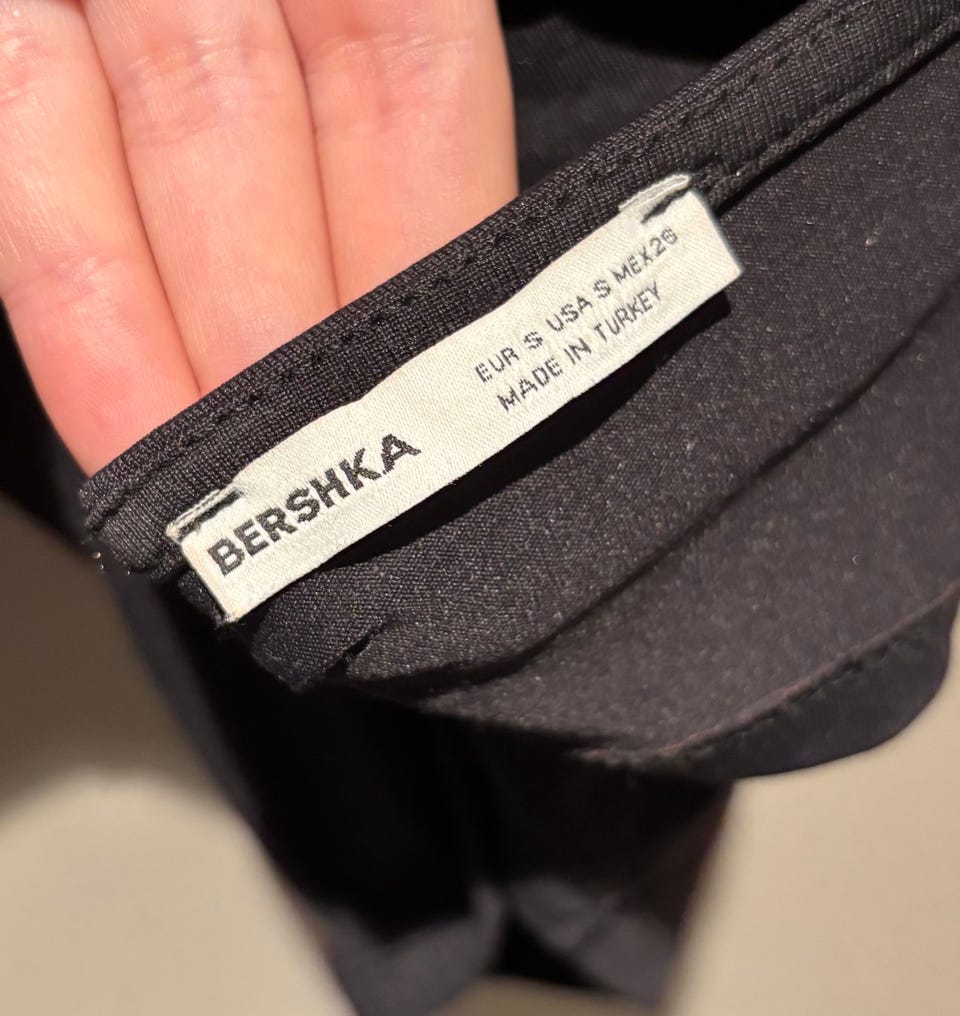 BERSHKA
EUR S USA S MEX 26
MADE IN TURKEY